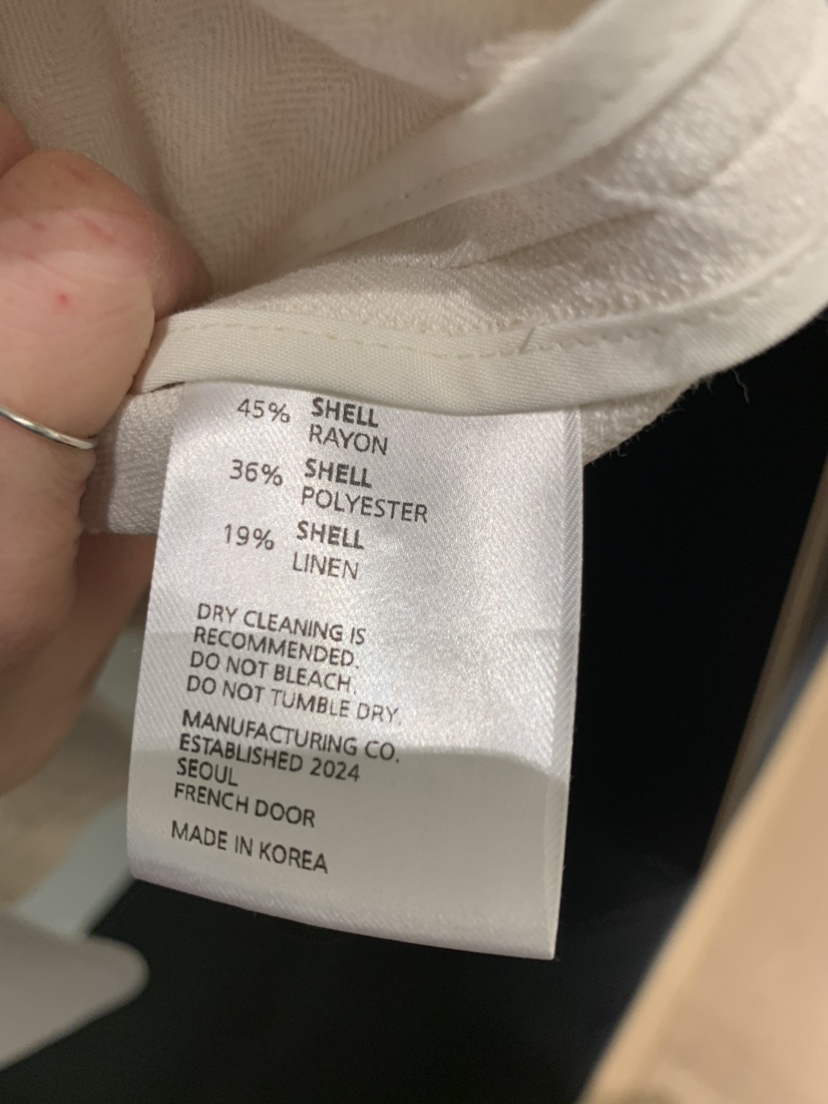 45% SHELL
RAYON
36% SHELL
POLYESTER
19% SHELL
LINEN
DRY CLEANING IS
RECOMMENDED.
DO NOT BLEACH.
DO NOT TUMBLE DRY.
MANUFACTURING CO.
ESTABLISHED 2024
SEOUL
FRENCH DOOR
MADE IN KOREA